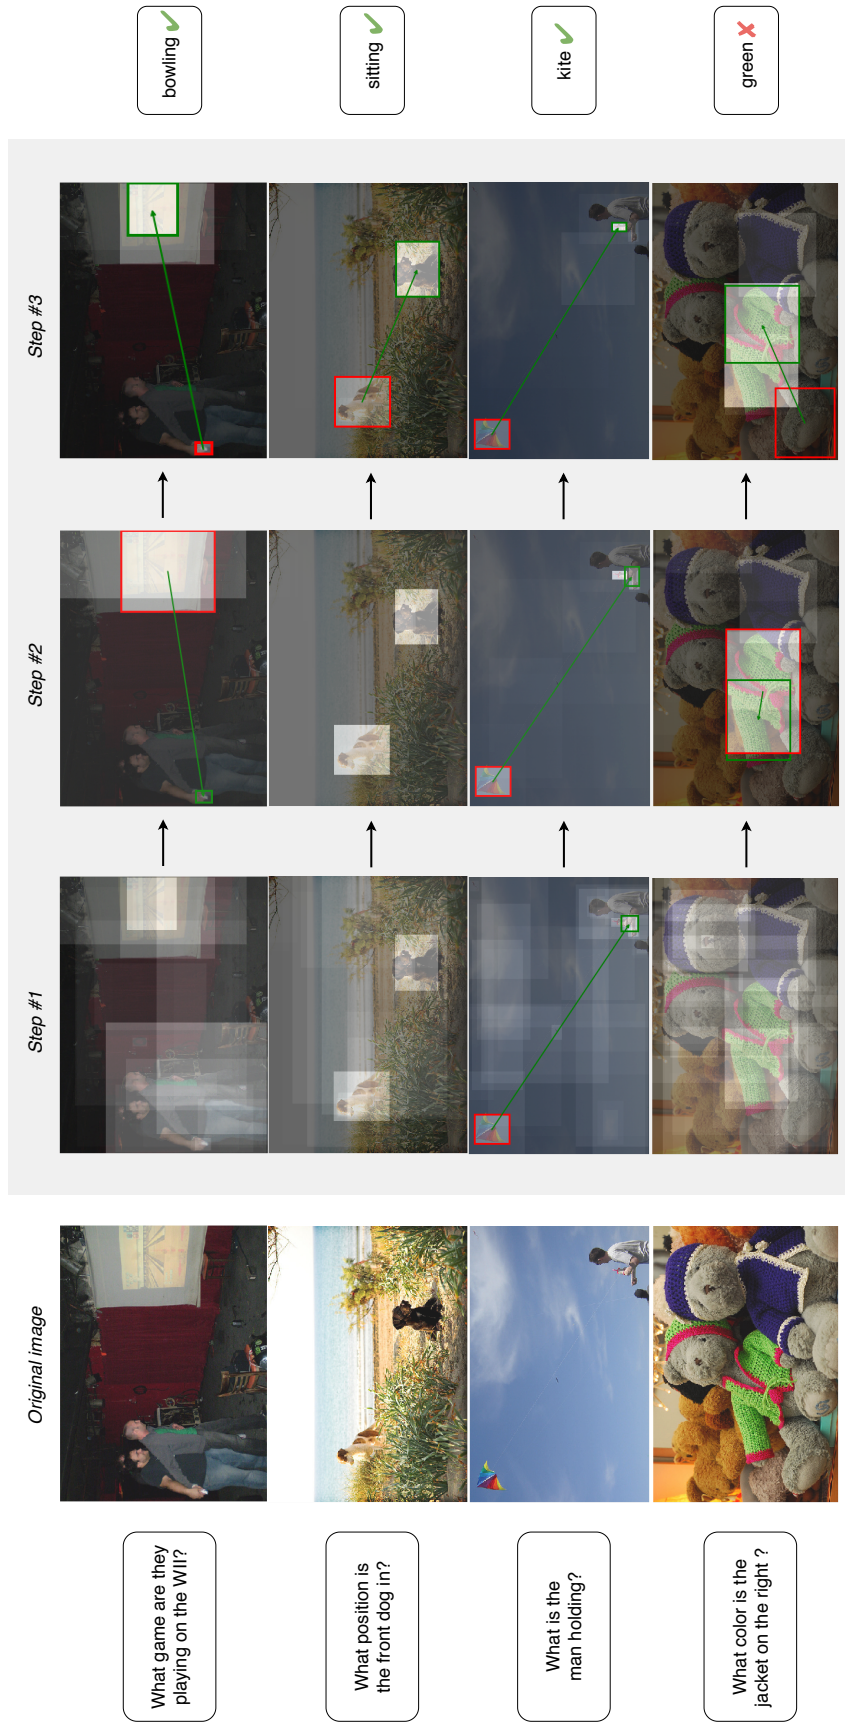 Original image
Step #1
Step #2
Step #3
What game are they
playing on the WII?
bowling
What position is
the front dog in?
sitting
What is the
man holding?
kite
What color is the
jacket on the right ?
green